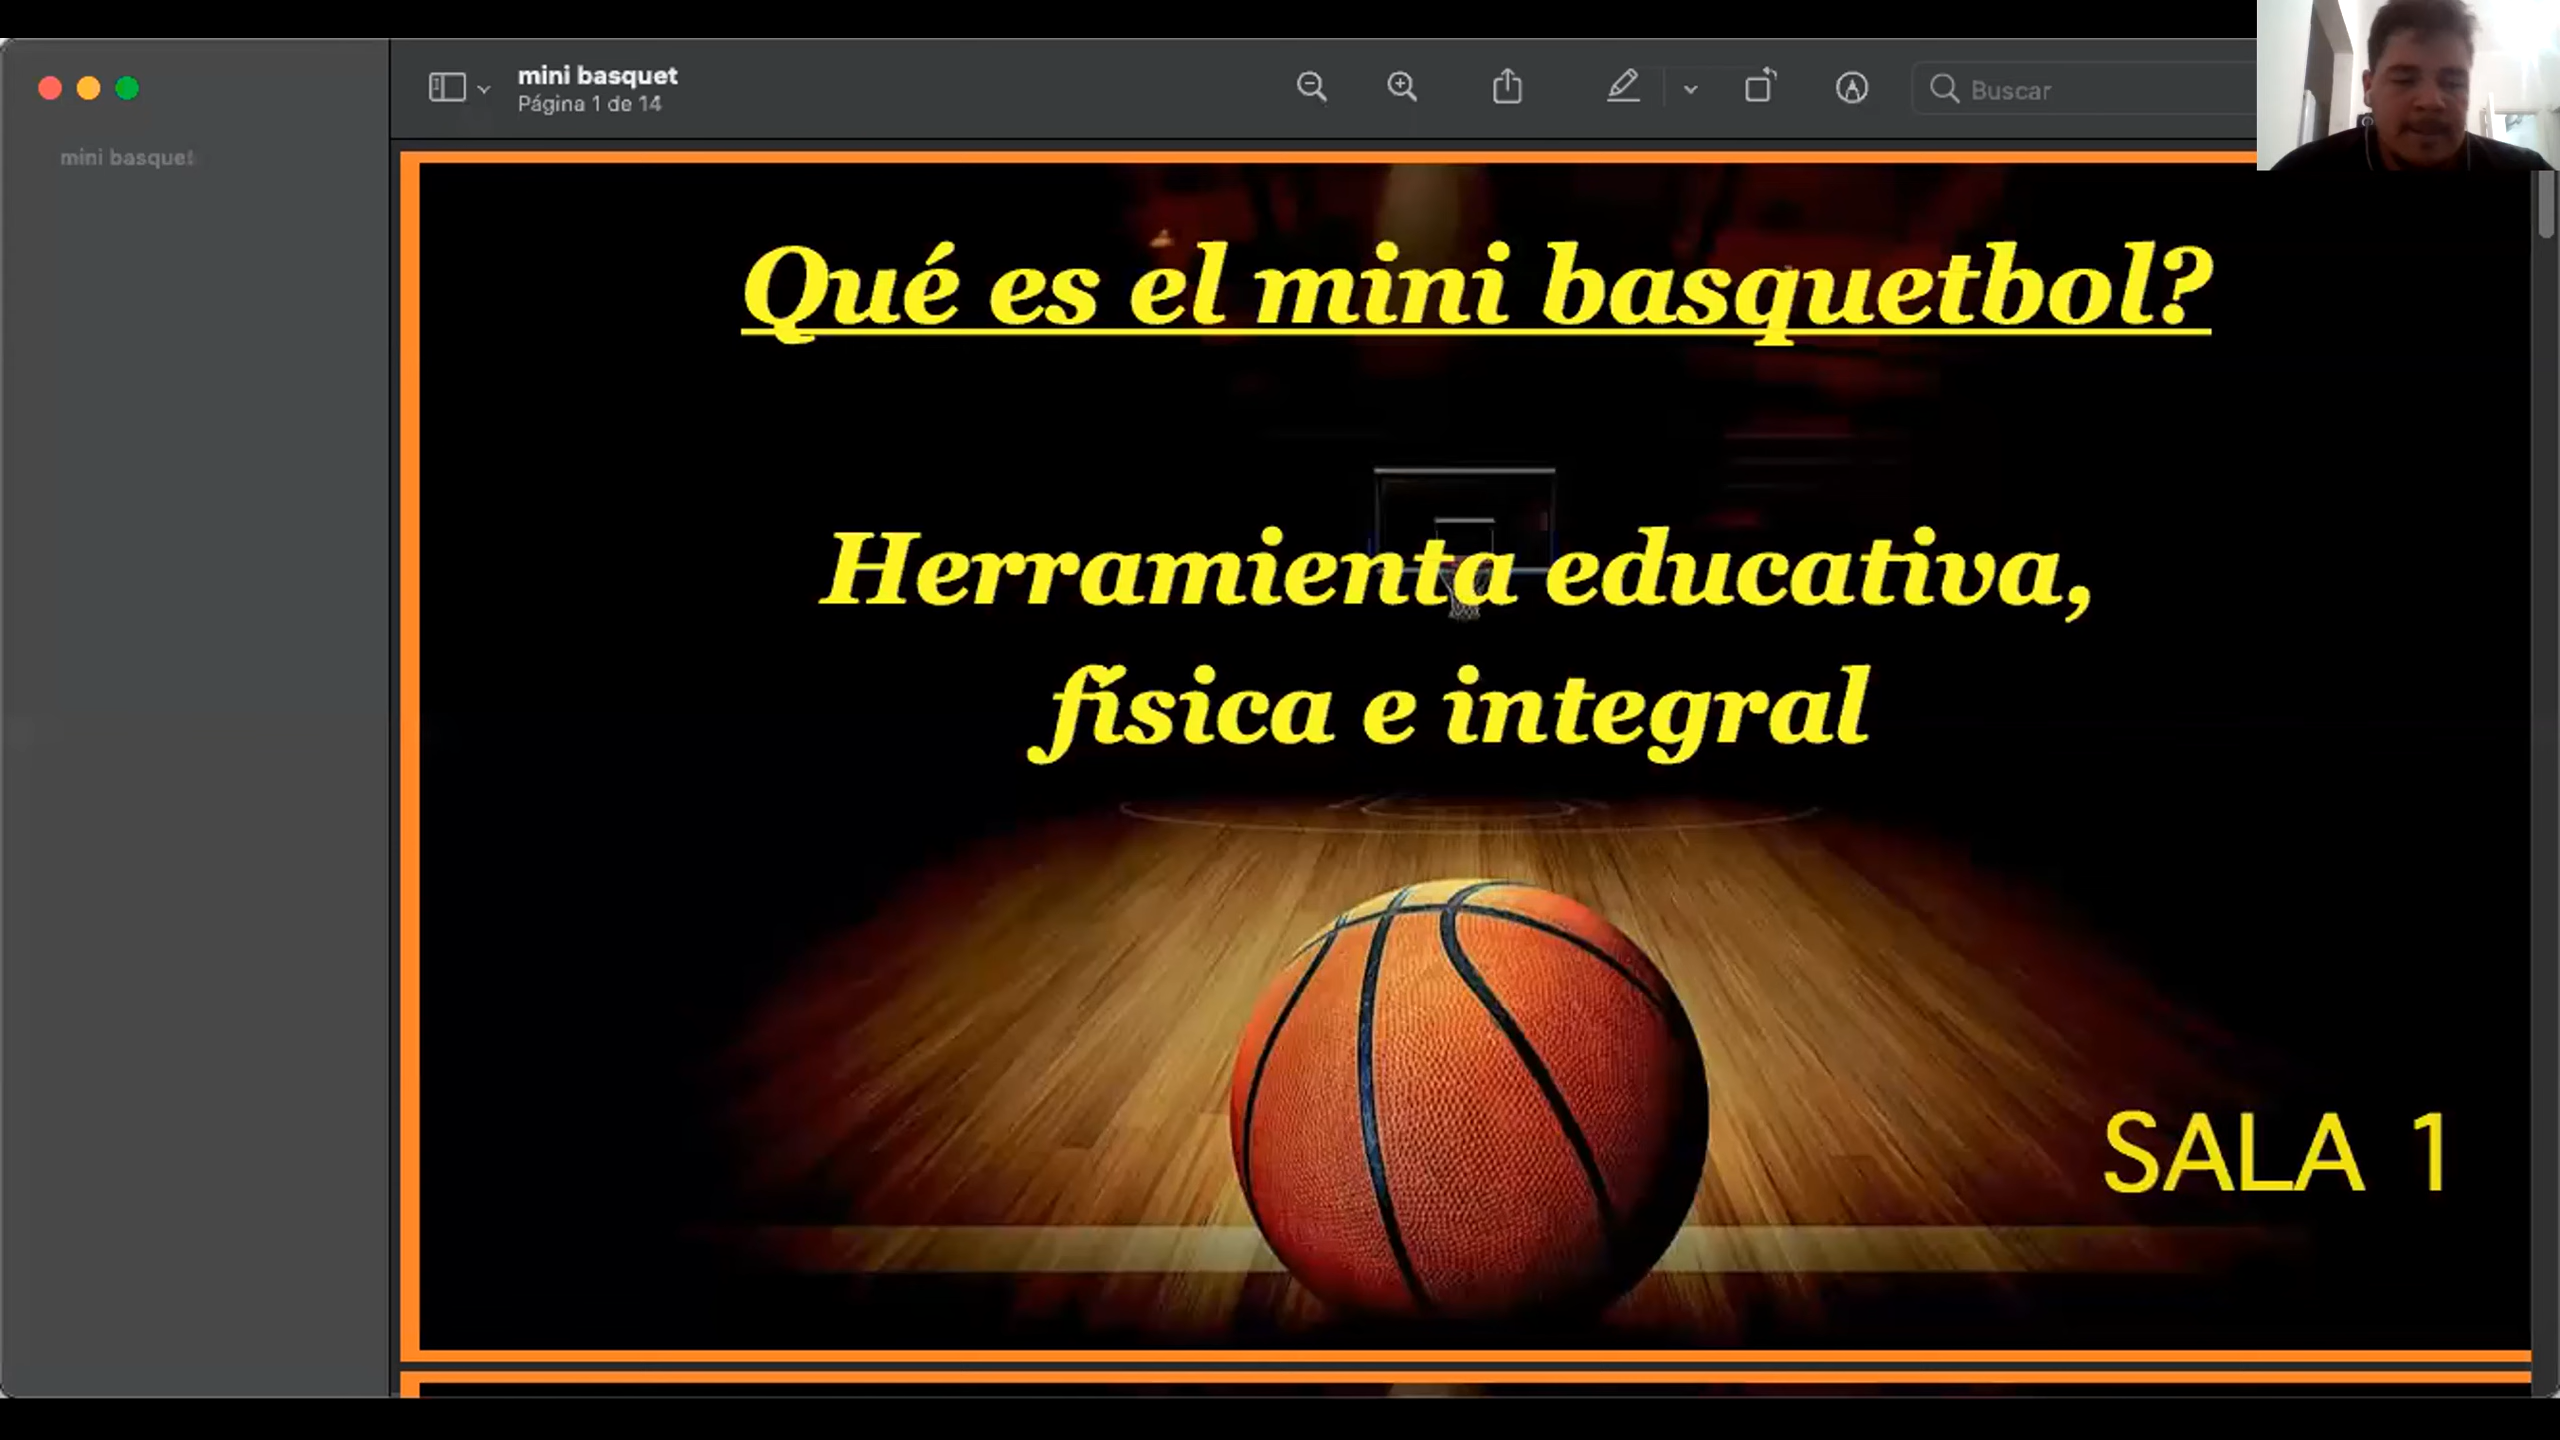 mini basquet
Página 1 de 14
Buscar
mini basquet
Qué es el mini basquetbol?
Herramienta educativa,
física e integral
SALA 1